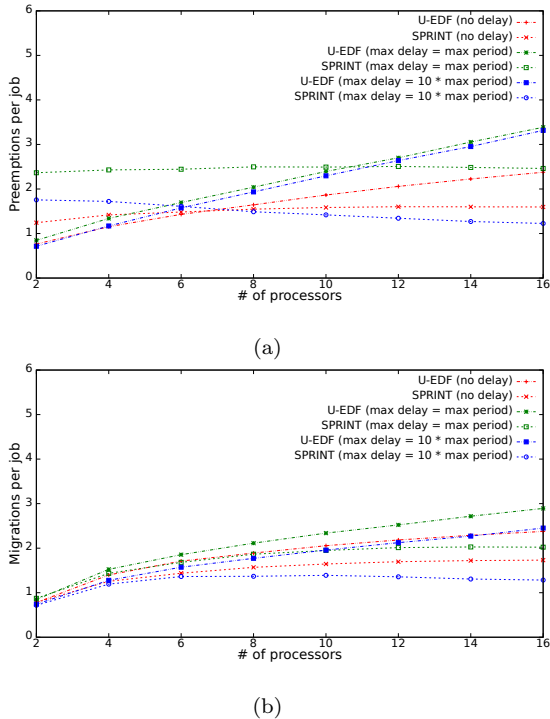 6
5
4
3
2
1
0
Preemptions per job
U-EDF (no delay)
SPRINT (no delay)
U-EDF (max delay = max period)
SPRINT (max delay = max period)
U-EDF (max delay = 10 * max period)
SPRINT (max delay = 10 * max period)
2 4 6 8 10 12 14 16
# of processors
(a)
6
5
4
3
2
1
0
Migrations per job
U-EDF (no delay)
SPRINT (no delay)
U-EDF (max delay = max period)
SPRINT (max delay = max period)
U-EDF (max delay = 10 * max period)
SPRINT (max delay = 10 * max period)
2 4 6 8 10 12 14 16
# of processors
(b)